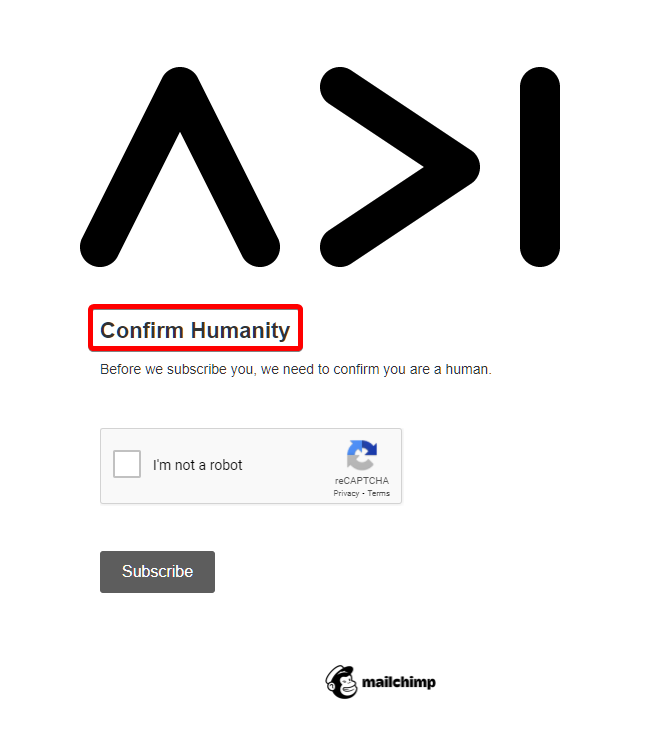 Confirm Humanity
Before we subscribe you, we need to confirm you are a human.
I'm not a robot
reCAPTCHA
Privacy - Terms
Subscribe
mailchimp